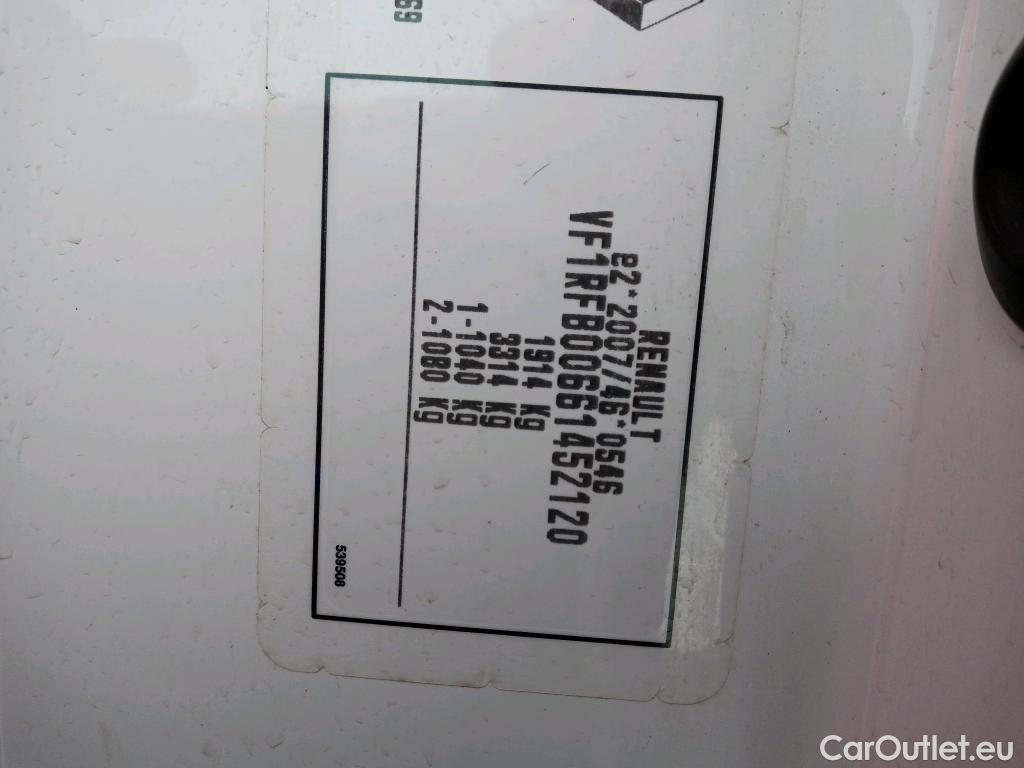 69
RENAULT
e2*2007/46*0546
VF1RFB00661452120
1914 kg
3314 kg
1-1040 kg
2-1080 kg
539508
CarOutlet.eu